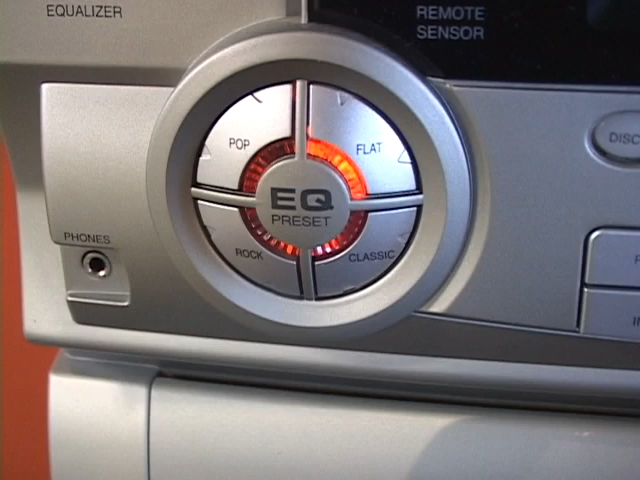 EQUALIZER
REMOTE
SENSOR
POP
FLAT
DISC
EQ
PRESET
PHONES
ROCK
CLASSIC